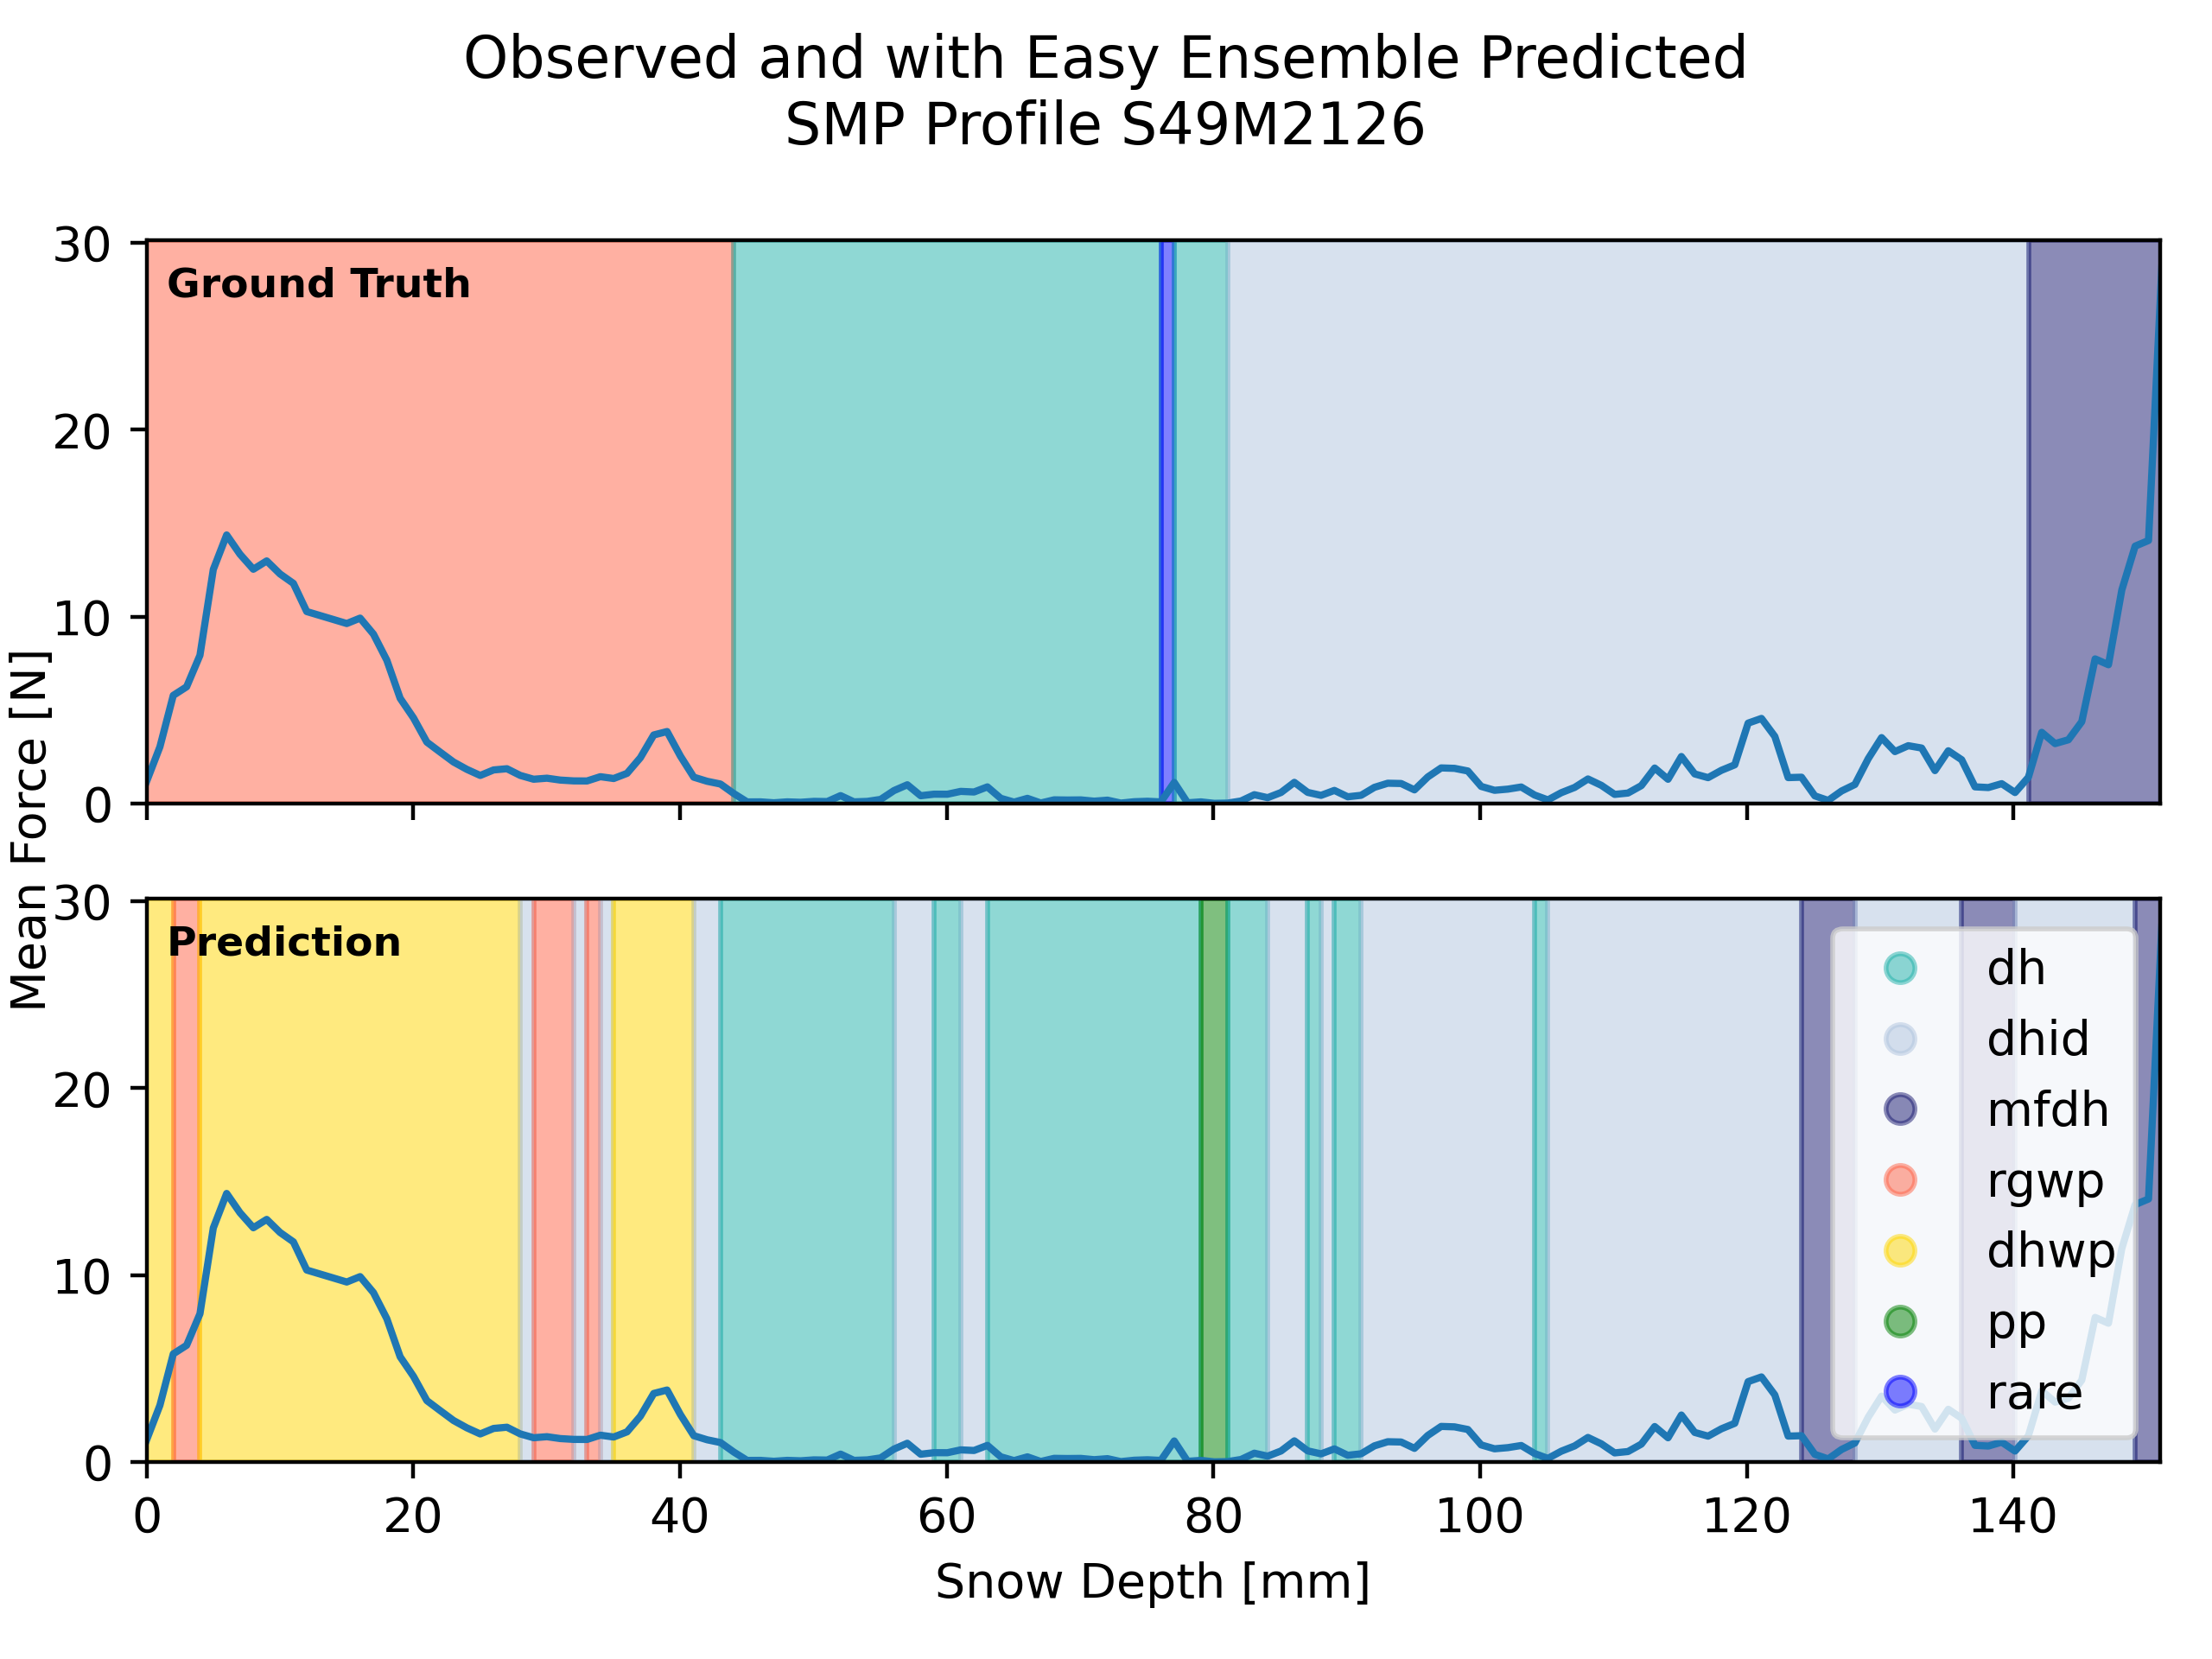 Observed and with Easy Ensemble Predicted
SMP Profile S49M2126
Mean Force [N]
30
20
10
0
Ground Truth
30
20
10
0
Prediction
dh
dhid
mfdh
rgwp
dhwp
pp
rare
0 20 40 60 80 100 120 140
Snow Depth [mm]